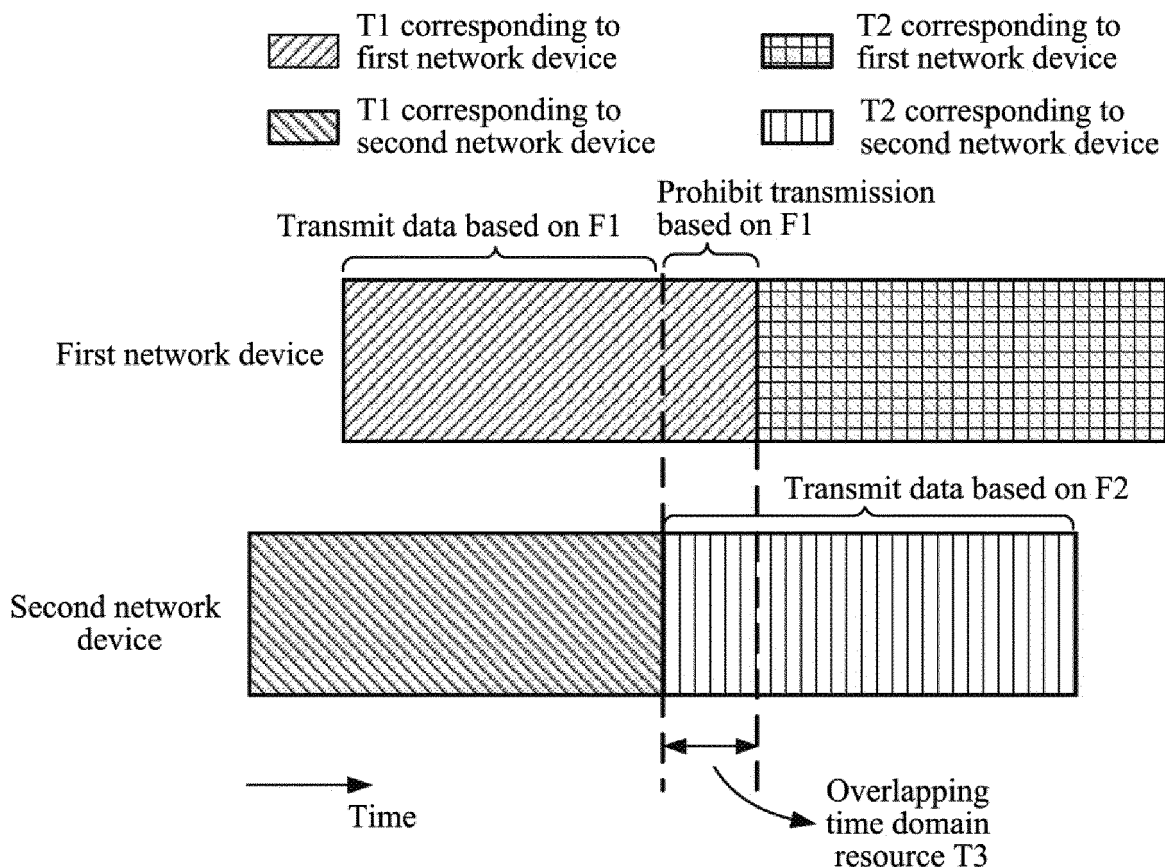 T1 corresponding to
first network device
T2 corresponding to
first network device
T1 corresponding to
second network device
T2 corresponding to
second network device
Prohibit transmission
based on F1
Transmit data based on F1
First network device
Transmit data based on F2
Second network
device
Time
Overlapping
time domain
resource T3